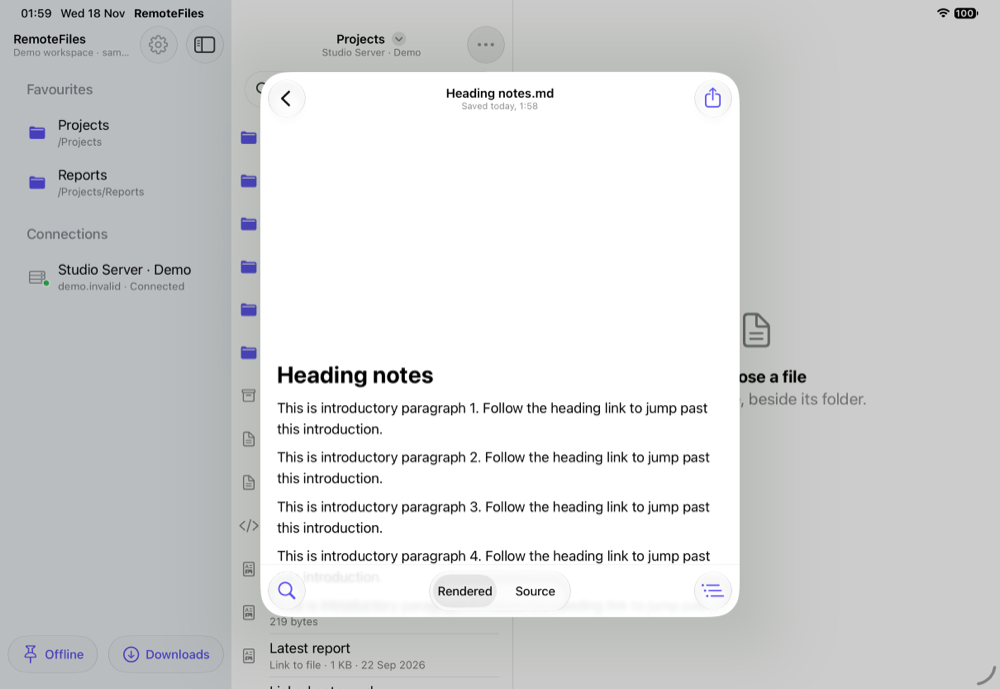 01:59 Wed 18 Nov RemoteFiles
100
RemoteFiles
Demo workspace · sam...
Favourites
Projects
/Projects
Reports
/Projects/Reports
Connections
Studio Server · Demo
demo.invalid · Connected
Offline
Downloads
Projects
Studio Server · Demo
219 bytes
Latest report
Link to file · 1 KB · 22 Sep 2026
Heading notes.md
Saved today, 1:58
Heading notes
This is introductory paragraph 1. Follow the heading link to jump past
this introduction.
This is introductory paragraph 2. Follow the heading link to jump past
this introduction.
This is introductory paragraph 3. Follow the heading link to jump past
this introduction.
This is introductory paragraph 4. Follow the heading link to jump past
introduction.
Rendered
Source
ose a file
, beside its folder.